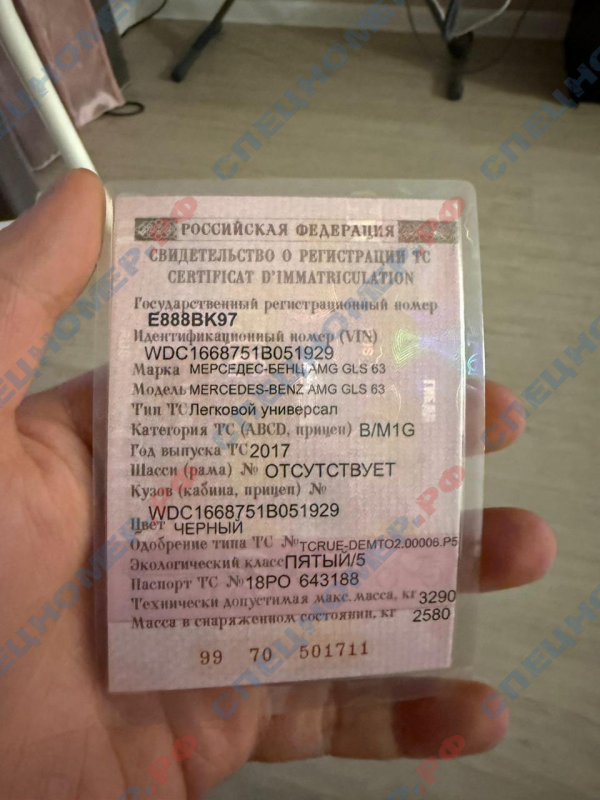 РОССИЙСКАЯ ФЕДЕРАЦИЯ
СВИДЕТЕЛЬСТВО О РЕГИСТРАЦИИ ТС
CERTIFICAT D'IMMATRICULATION
Государственный регистрационный номер
Е888ВК97
Идентификационный номер (VIN)
WDC1668751B051929
Марка МЕРСЕДЕС-БЕНЦ AMG GLS 63
Модель MERCEDES-BENZ AMG GLS 63
Тип ТС Легковой универсал
Категория ТС (ABCD, прицеп) B/M1G
Год выпуска ТС 2017
Шасси (рама) № ОТСУТСТВУЕТ
Кузов (кабина, прицеп) №
WDC1668751B051929
Цвет ЧЕРНЫЙ
Одобрение типа ТС № TCRUE-DEMTO2.00006.P5
Экологический класс ПЯТЫЙ/5
Паспорт ТС № 18РО 643188
Технически допустимая макс. масса, кг 3290
Масса в снаряженном состоянии, кг 2580
99 70 501711
СПЕЦНОМЕР.РФ